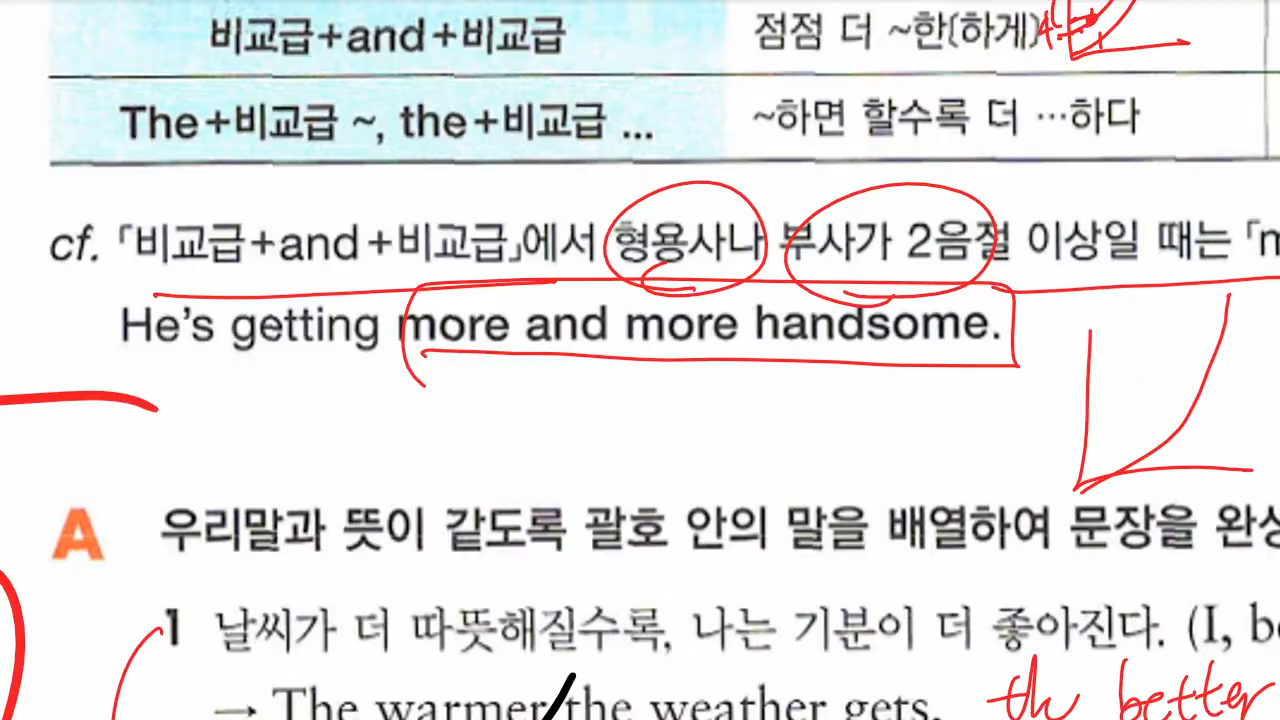 비교급+and+비교급 점점 더 ~한(하게)
The+비교급 ~, the+비교급 ... ~하면 할수록 더 …하다
cf. 「비교급+and+비교급」에서 형용사나 부사가 2음절 이상일 때는 「m
He's getting more and more handsome.
A 우리말과 뜻이 같도록 괄호 안의 말을 배열하여 문장을 완성
1 날씨가 더 따뜻해질수록, 나는 기분이 더 좋아진다. (I, be
→ The warmer the weather gets, the better